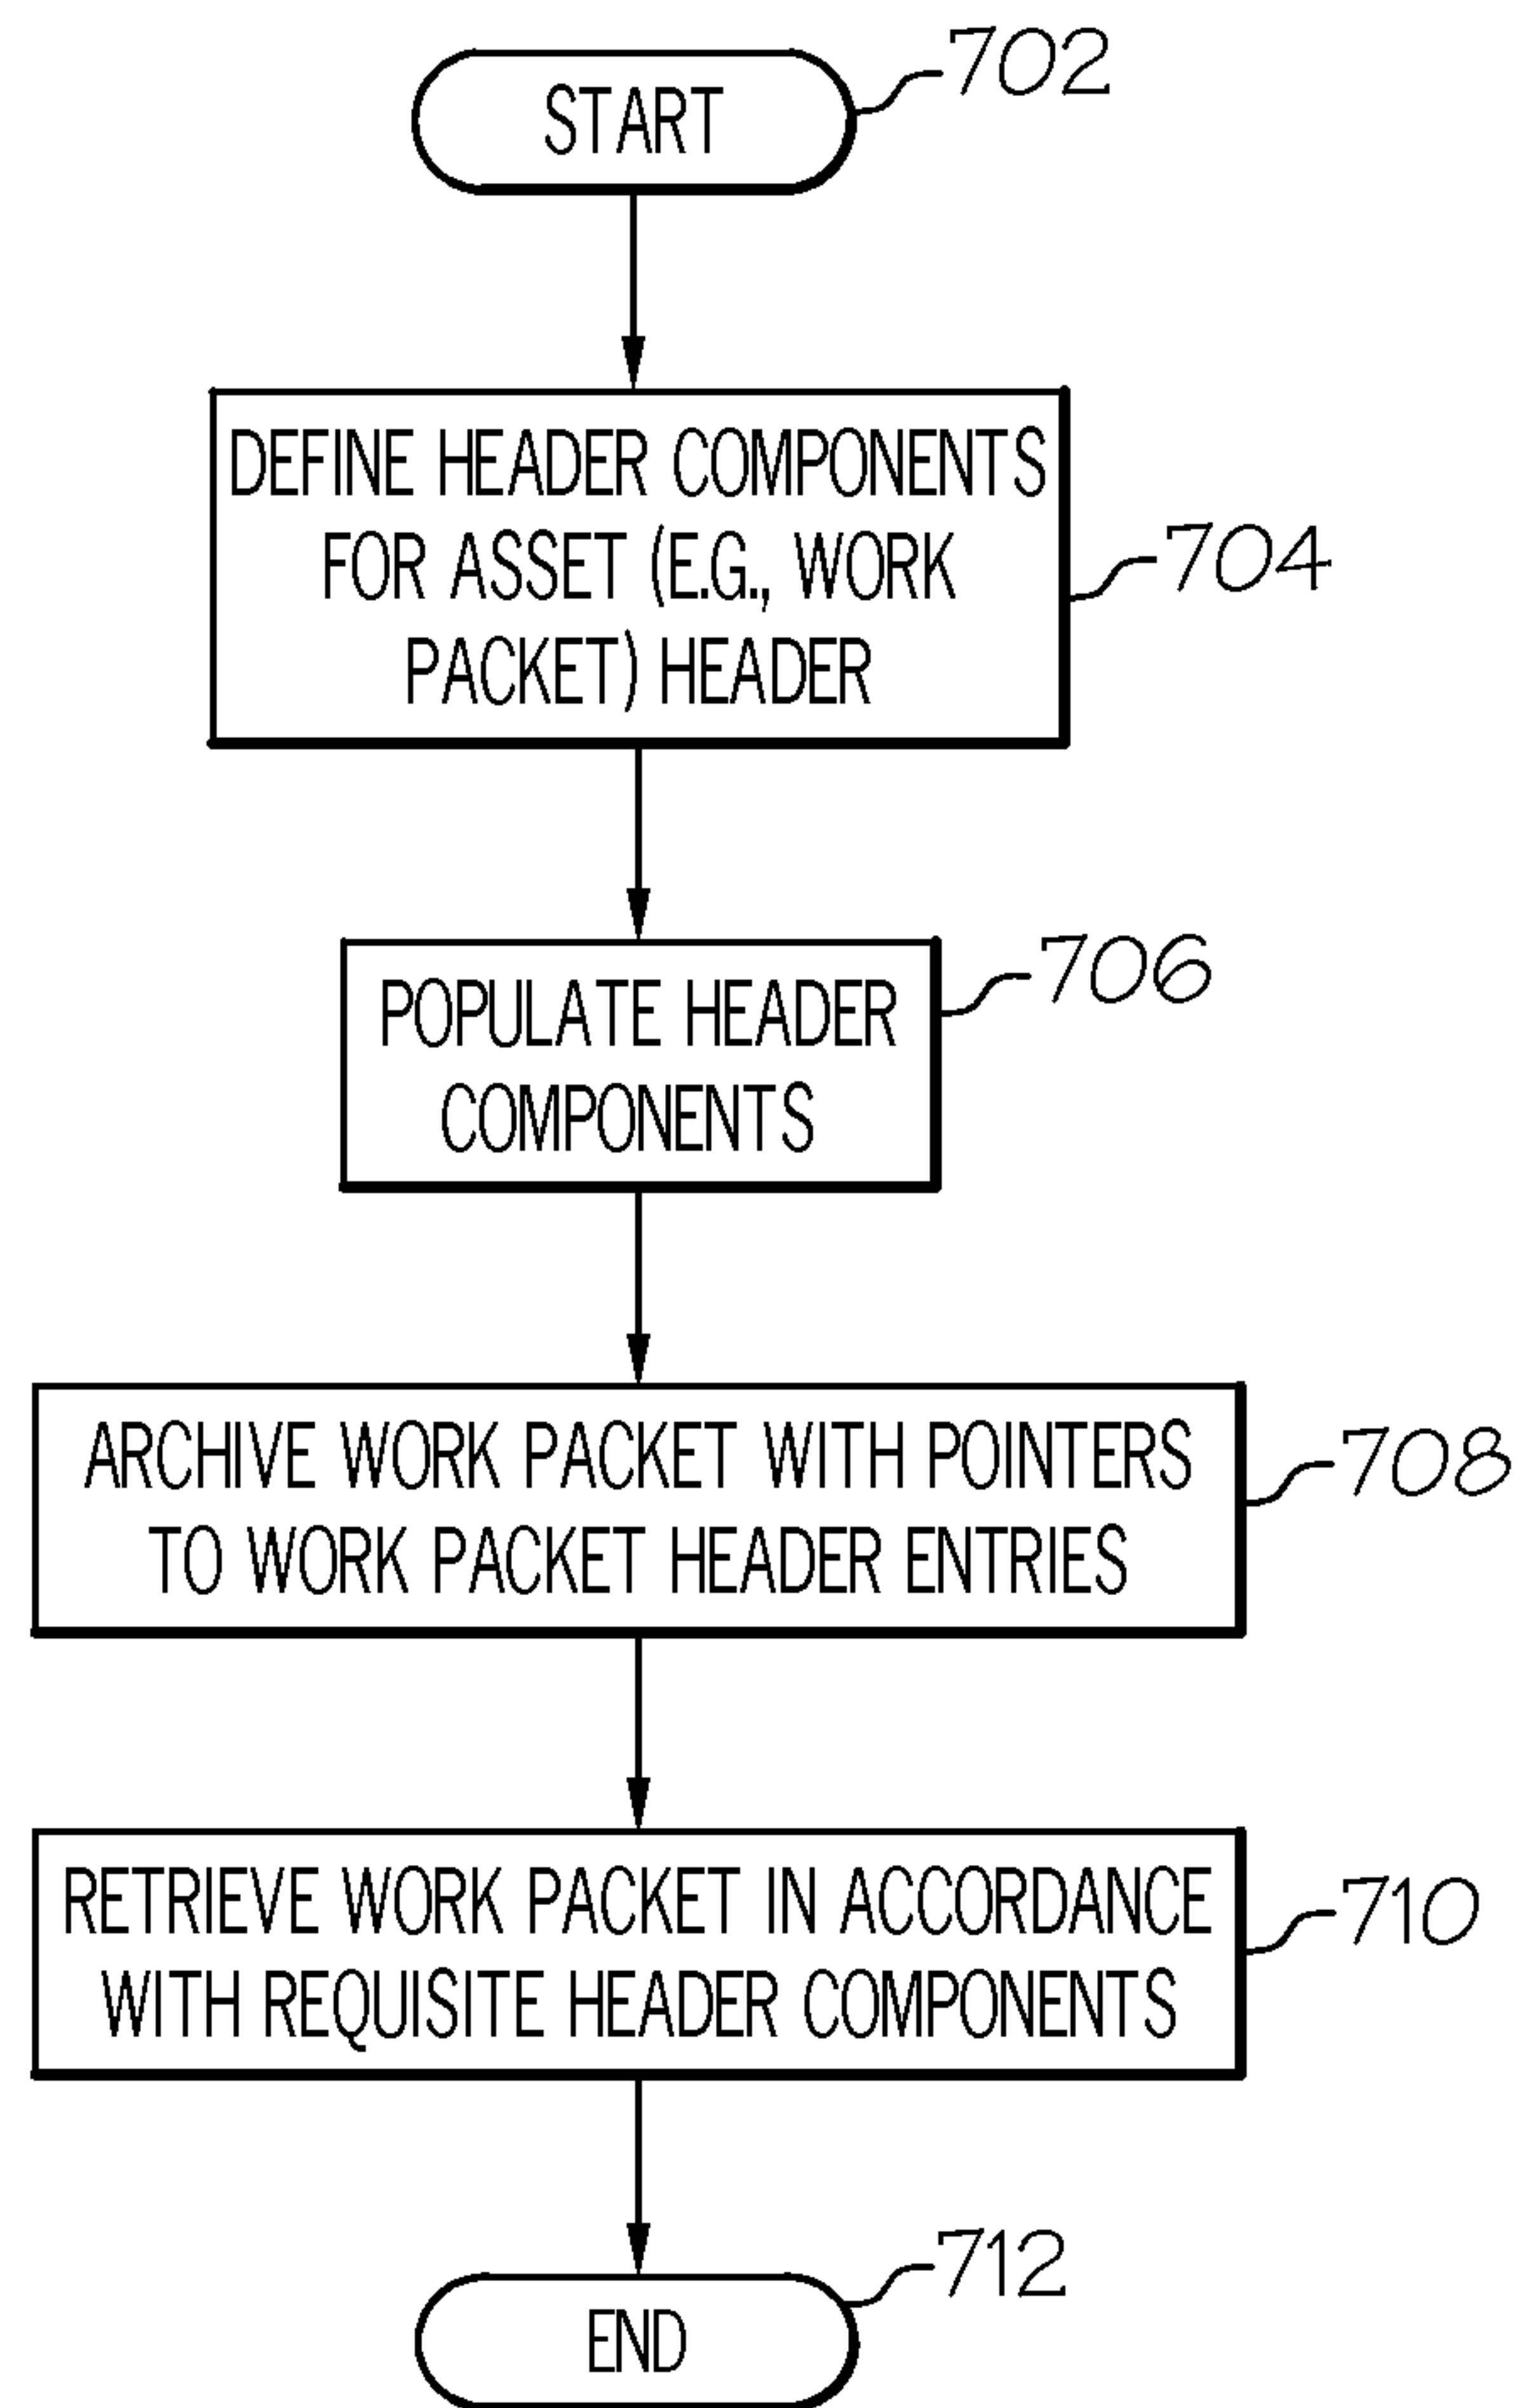 START
702
DEFINE HEADER COMPONENTS
FOR ASSET (E.G., WORK
PACKET) HEADER
704
POPULATE HEADER
COMPONENTS
706
ARCHIVE WORK PACKET WITH POINTERS
TO WORK PACKET HEADER ENTRIES
708
RETRIEVE WORK PACKET IN ACCORDANCE
WITH REQUISITE HEADER COMPONENTS
710
END
712